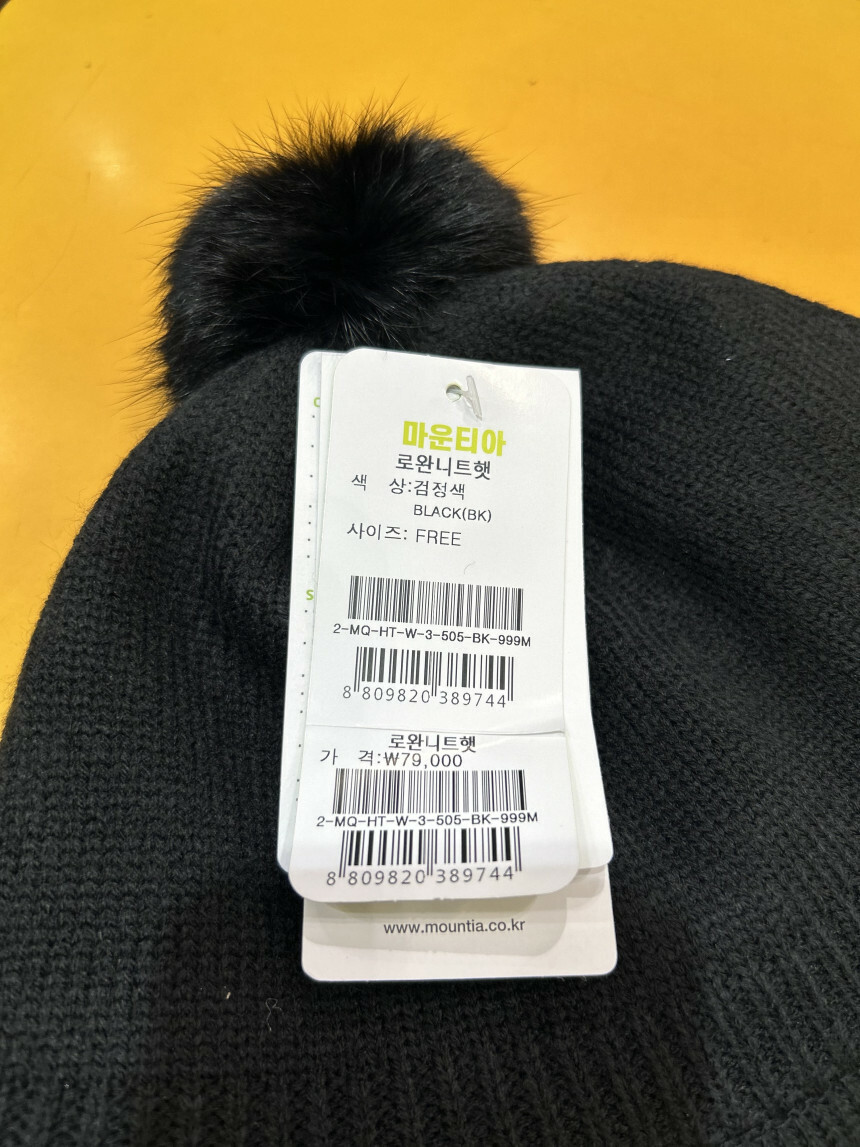 마운티아
로완니트햇
색 상:검정색
BLACK(BK)
사이즈: FREE
2-MQ-HT-W-3-505-BK-999M
8 809820 389744
로완니트햇
가 격:₩79,000
2-MQ-HT-W-3-505-BK-999M
8 809820 389744
www.mountia.co.kr